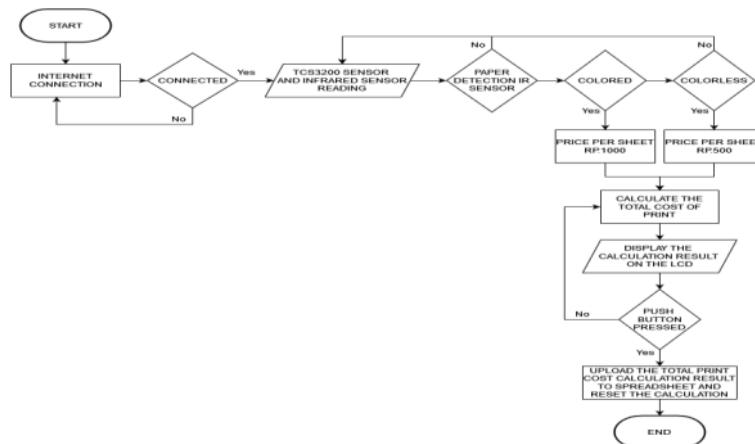 START
INTERNET
CONNECTION
CONNECTED
Yes
No
TCS3200 SENSOR
AND INFRARED SENSOR
READING
No
PAPER
DETECTION IR
SENSOR
COLORED
Yes
No
COLORLESS
Yes
PRICE PER SHEET
RP.1000
PRICE PER SHEE
RP.500
CALCULATE THE
TOTAL COST OF
PRINT
DISPLAY THE
CALCULATION RESULT
ON THE LCD
No
PUSH
BUTTON
PRESSED
Yes
UPLOAD THE TOTAL PRINT
COST CALCULATION RESULT
TO SPREADSHEET AND
RESET THE CALCULATION
END